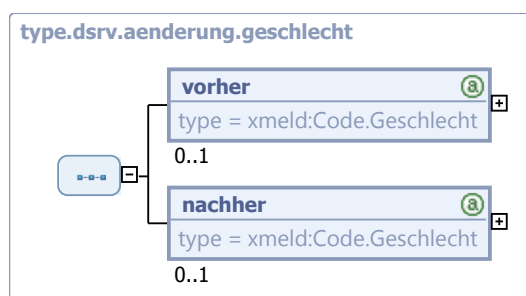 type.dsrv.aenderung.geschlecht
vorher
type = xmeld:Code.Geschlecht
0..1
nachher
type = xmeld:Code.Geschlecht
0..1